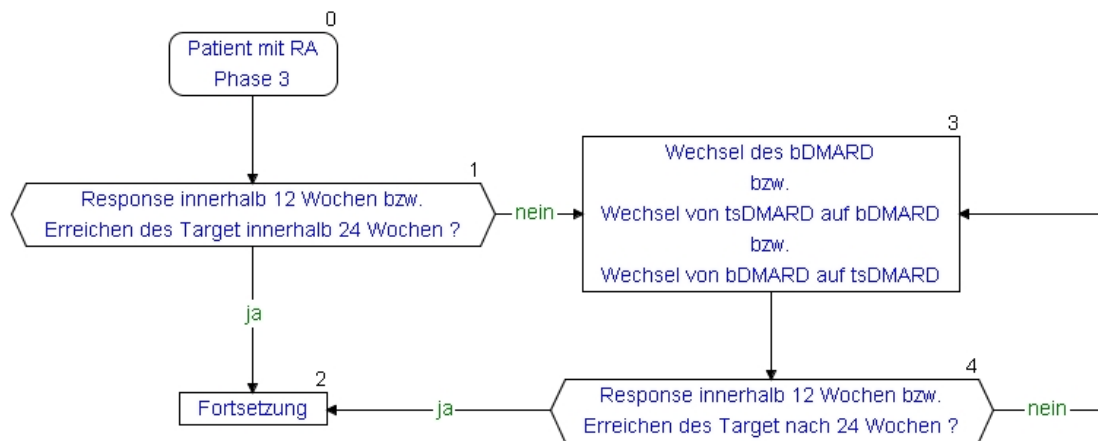 0
Patient mit RA
Phase 3
1
Response innerhalb 12 Wochen bzw.
Erreichen des Target innerhalb 24 Wochen ?
nein
ja
3
Wechsel des bDMARD
bzw.
Wechsel von tsDMARD auf bDMARD
bzw.
Wechsel von bDMARD auf tsDMARD
2
Fortsetzung
ja
4
Response innerhalb 12 Wochen bzw.
Erreichen des Target nach 24 Wochen ?
nein